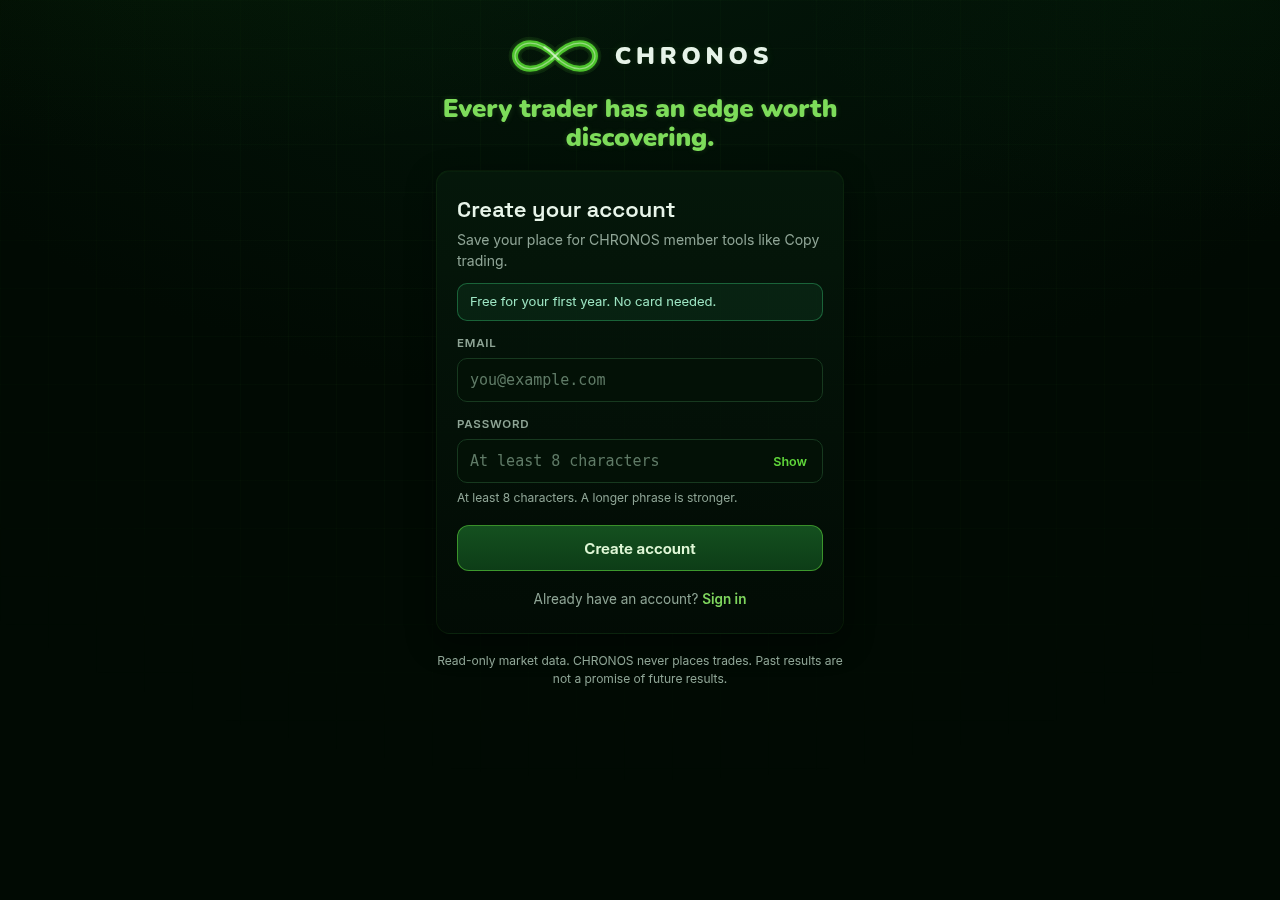 CHRONOS
Every trader has an edge worth
discovering.
Create your account
Save your place for CHRONOS member tools like Copy
trading.
Free for your first year. No card needed.
EMAIL
you@example.com
PASSWORD
At least 8 characters
Show
At least 8 characters. A longer phrase is stronger.
Create account
Already have an account? Sign in
Read-only market data. CHRONOS never places trades. Past results are
not a promise of future results.